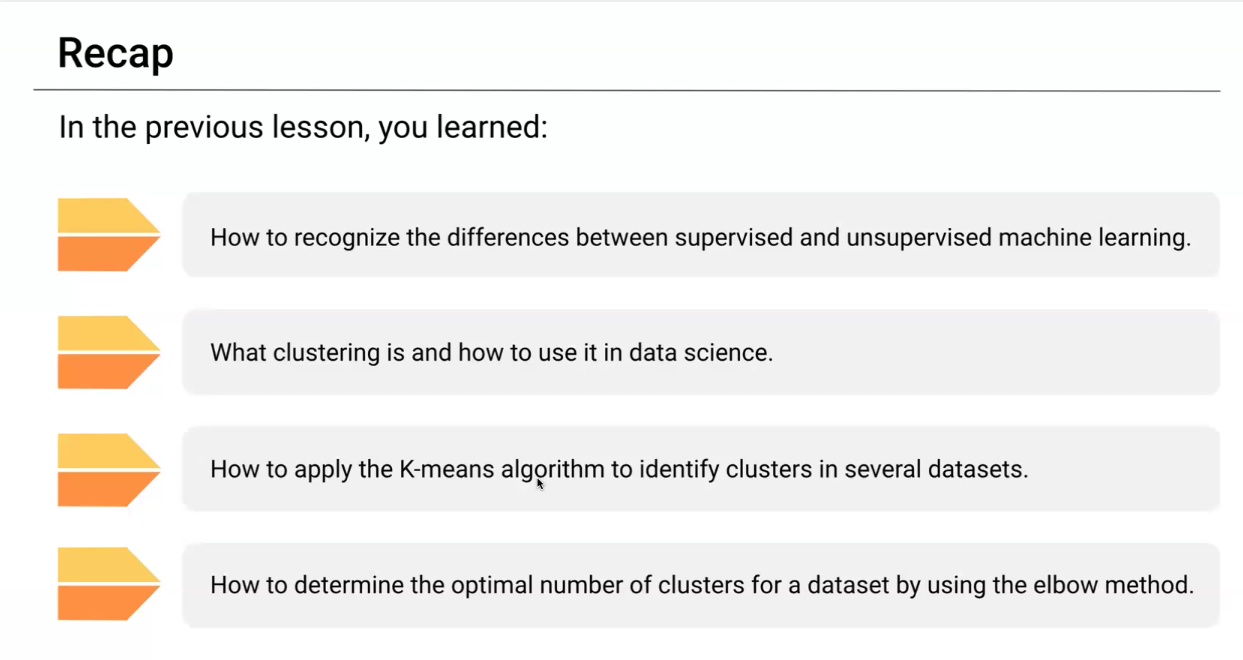 Recap
In the previous lesson, you learned:
How to recognize the differences between supervised and unsupervised machine learning.
What clustering is and how to use it in data science.
How to apply the K-means algorithm to identify clusters in several datasets.
How to determine the optimal number of clusters for a dataset by using the elbow method.